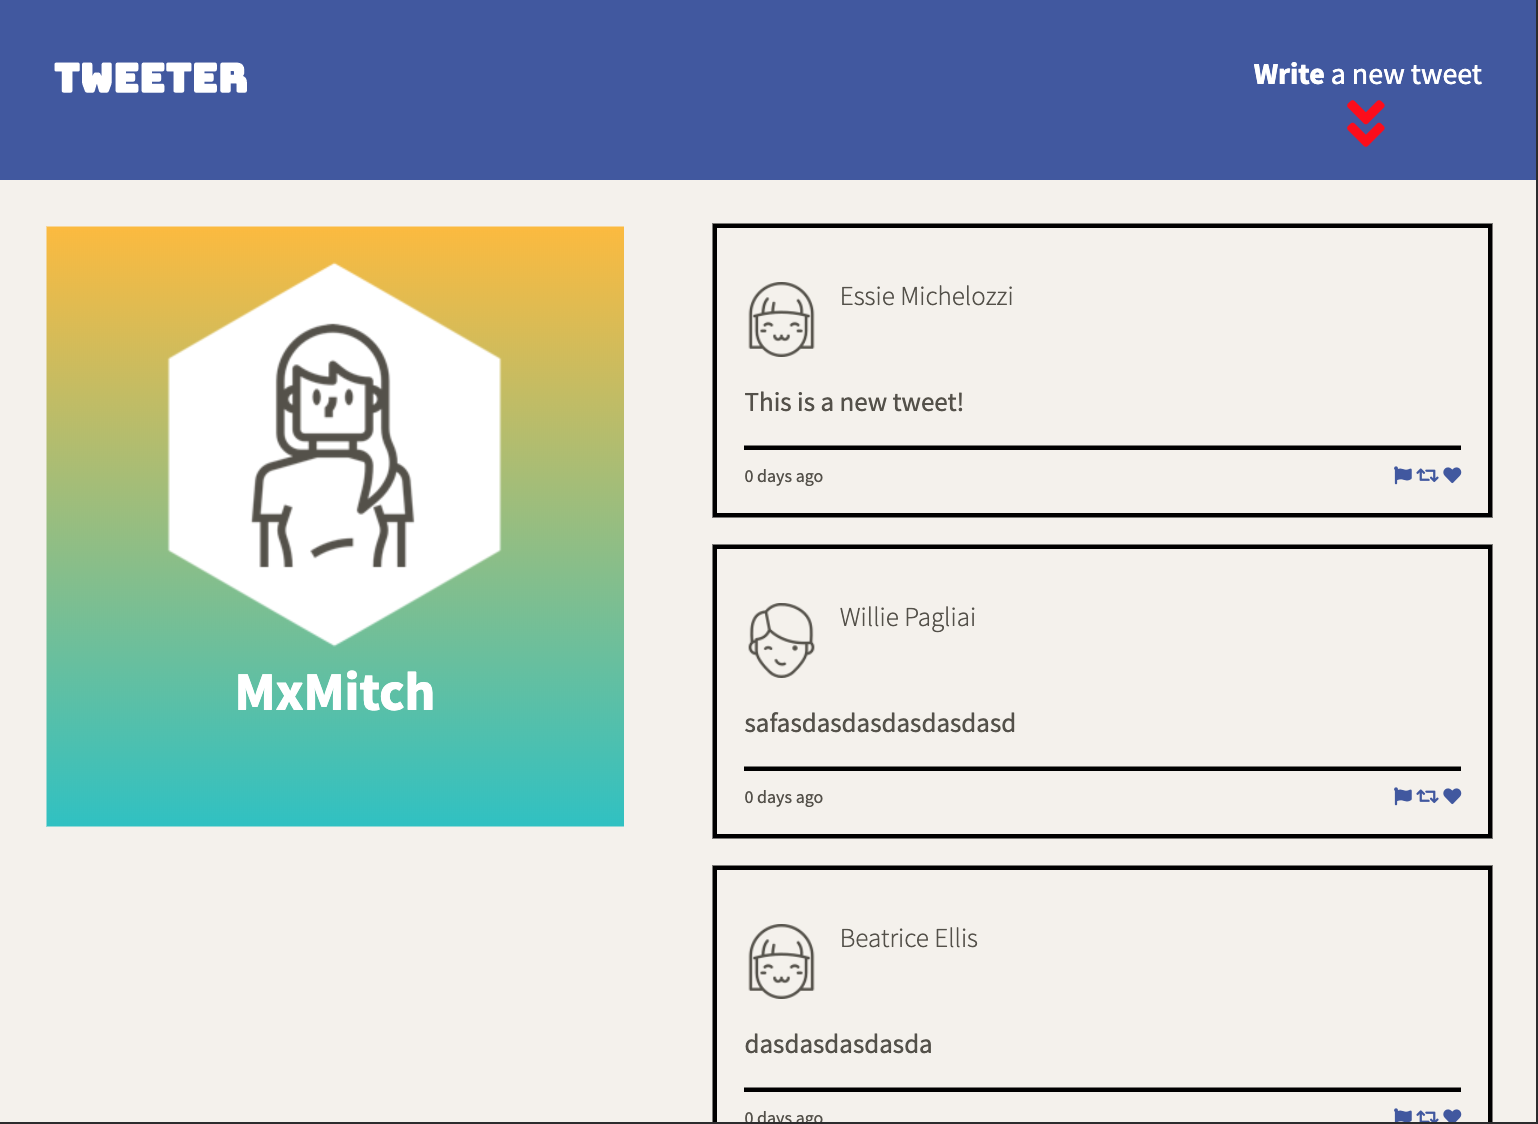 TWEETER
Write a new tweet
MxMitch
Essie Michelozzi
This is a new tweet!
0 days ago
Willie Pagliai
safasdasdasdasdasdasd
0 days ago
Beatrice Ellis
dasdasdasdasda
0 days ago